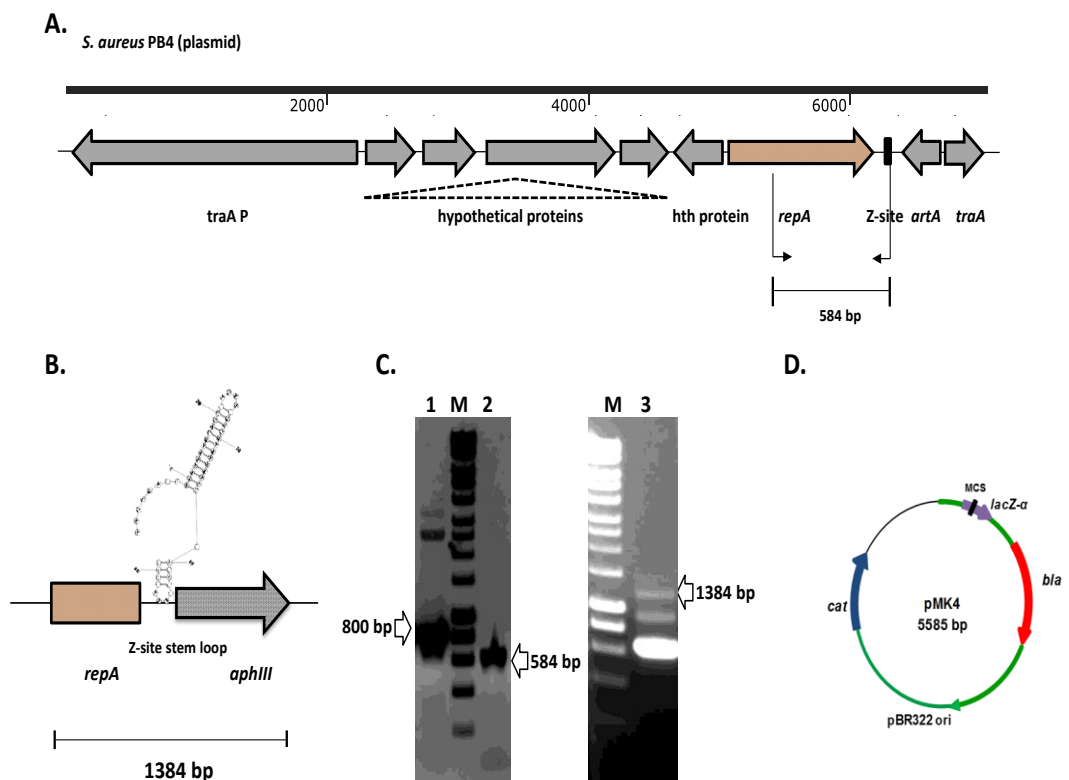 A.
S. aureus PB4 (plasmid)
2000 4000 6000
traA P hypothetical proteins hth protein repA Z-site artA traA
584 bp
B.
Z-site stem loop
repA aphIII
1384 bp
C.
1 M 2 M 3
800 bp
584 bp
1384 bp
D.
MCS
lacZ-α
bla
cat
pMK4
5585 bp
pBR322 ori